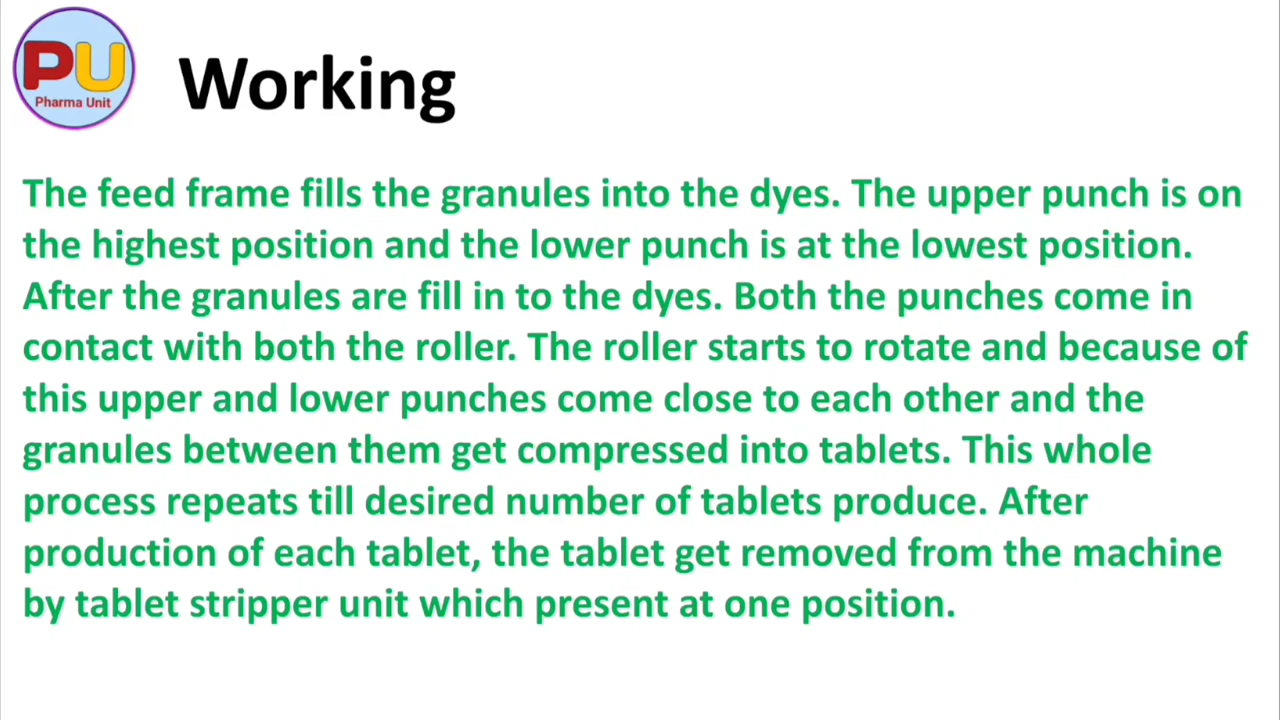 PU
Pharma Unit
Working
The feed frame fills the granules into the dyes. The upper punch is on
the highest position and the lower punch is at the lowest position.
After the granules are fill in to the dyes. Both the punches come in
contact with both the roller. The roller starts to rotate and because of
this upper and lower punches come close to each other and the
granules between them get compressed into tablets. This whole
process repeats till desired number of tablets produce. After
production of each tablet, the tablet get removed from the machine
by tablet stripper unit which present at one position.